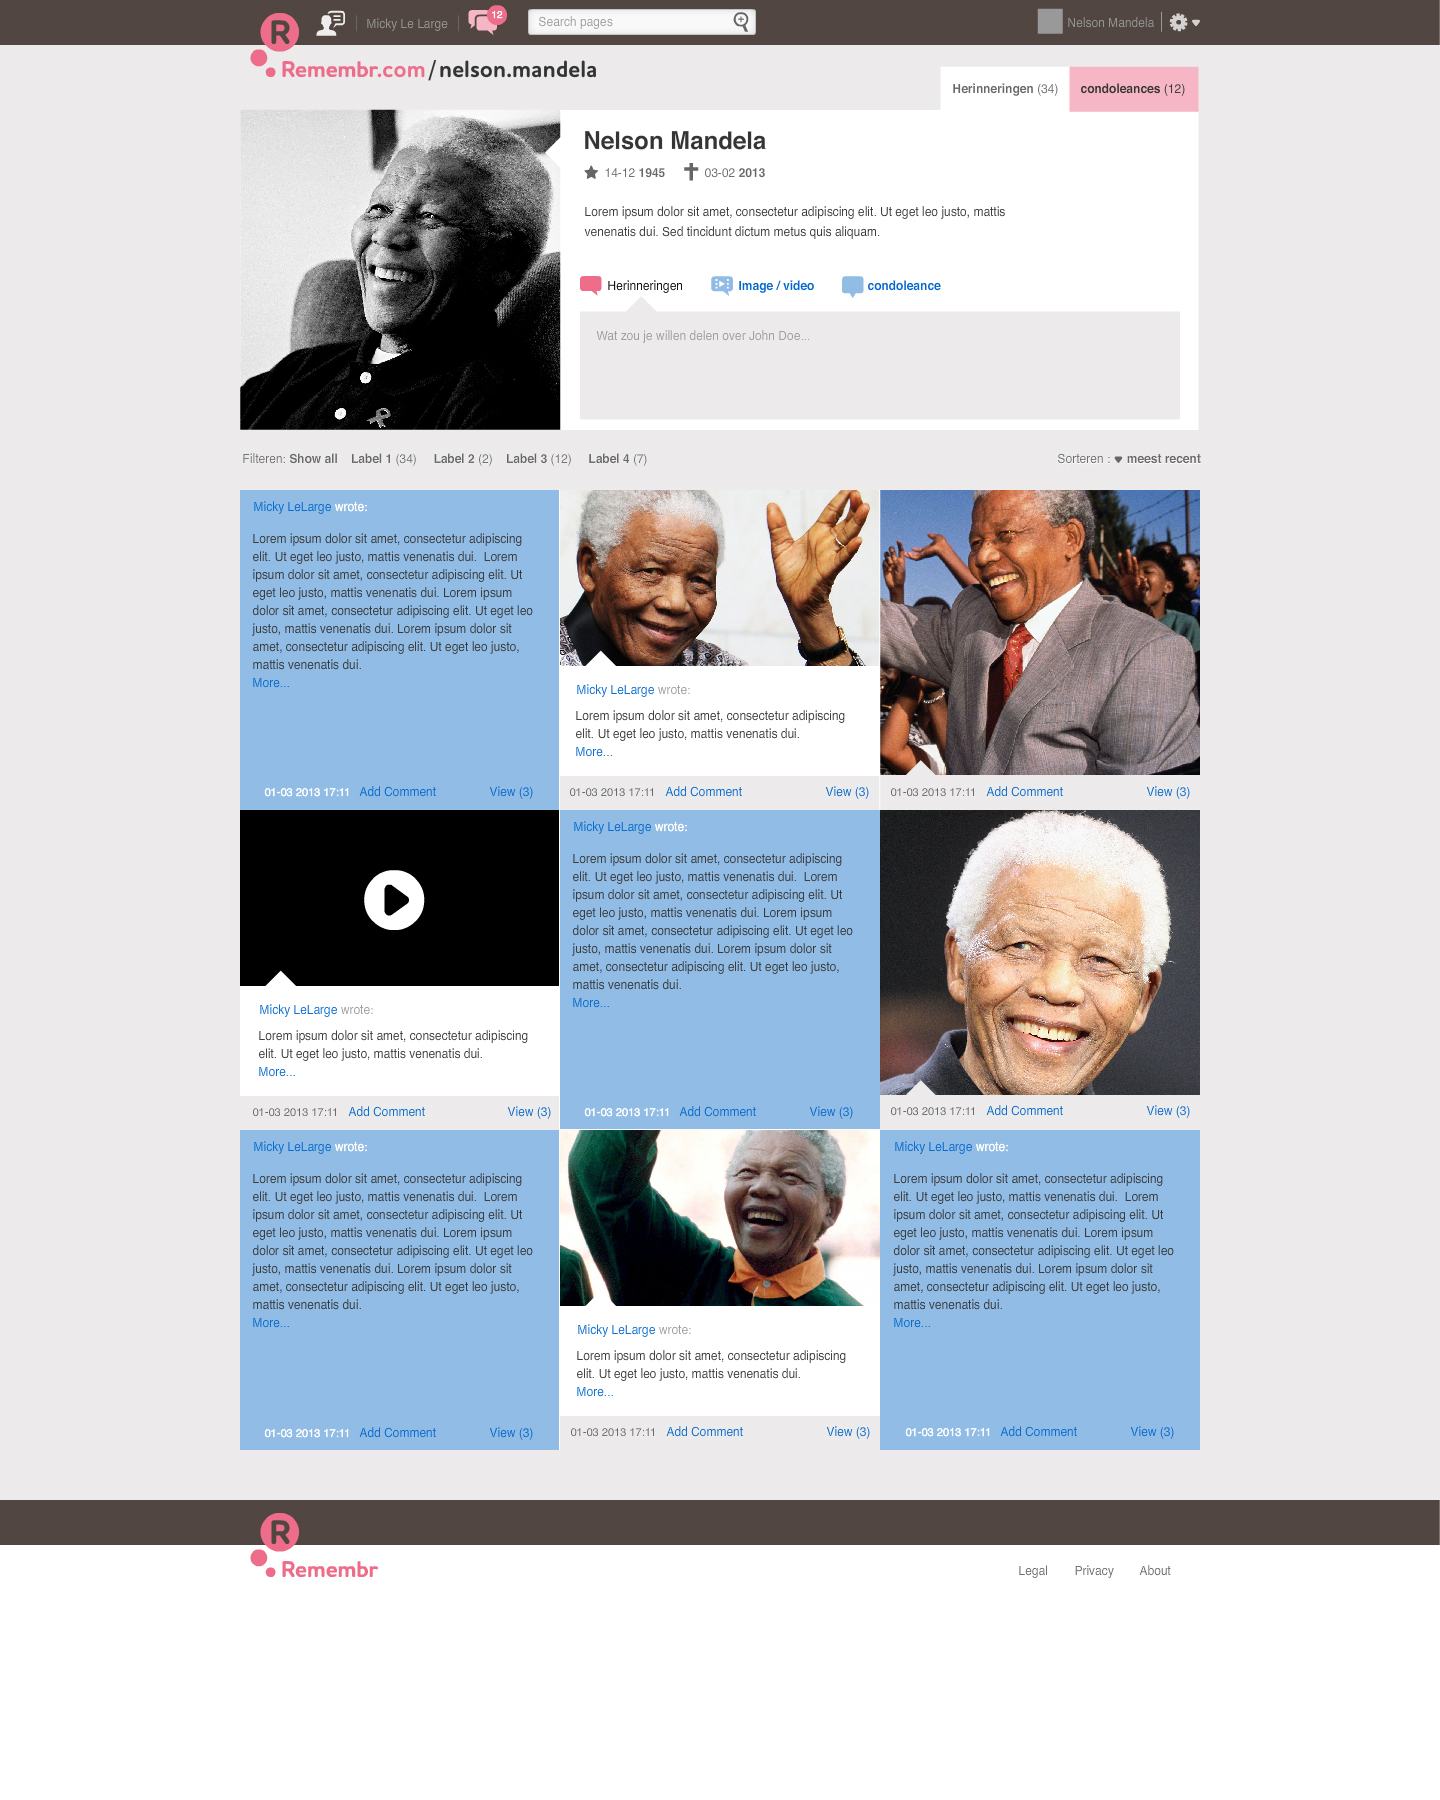 R
Micky Le Large
12
Search pages
Nelson Mandela
Remembr.com/nelson.mandela
Herinneringen (34)
condoleances (12)
Nelson Mandela
14-12 1945
03-02 2013
Lorem ipsum dolor sit amet, consectetur adipiscing elit. Ut eget leo justo, mattis
venenatis dui. Sed tincidunt dictum metus quis aliquam.
Herinneringen
Image / video
condoleance
Wat zou je willen delen over John Doe...
Filteren: Show all Label 1 (34) Label 2 (2) Label 3 (12) Label 4 (7)
Sorteren : meest recent
Micky LeLarge wrote:
Lorem ipsum dolor sit amet, consectetur adipiscing
elit. Ut eget leo justo, mattis venenatis dui. Lorem
ipsum dolor sit amet, consectetur adipiscing elit. Ut
eget leo justo, mattis venenatis dui. Lorem ipsum
dolor sit amet, consectetur adipiscing elit. Ut eget leo
justo, mattis venenatis dui. Lorem ipsum dolor sit
amet, consectetur adipiscing elit. Ut eget leo justo,
mattis venenatis dui.
More...
01-03 2013 17:11 Add Comment View (3)
Micky LeLarge wrote:
Lorem ipsum dolor sit amet, consectetur adipiscing
elit. Ut eget leo justo, mattis venenatis dui.
More...
01-03 2013 17:11 Add Comment View (3)
01-03 2013 17:11 Add Comment View (3)
Micky LeLarge wrote:
Lorem ipsum dolor sit amet, consectetur adipiscing
elit. Ut eget leo justo, mattis venenatis dui.
More...
01-03 2013 17:11 Add Comment View (3)
Micky LeLarge wrote:
Lorem ipsum dolor sit amet, consectetur adipiscing
elit. Ut eget leo justo, mattis venenatis dui. Lorem
ipsum dolor sit amet, consectetur adipiscing elit. Ut
eget leo justo, mattis venenatis dui. Lorem ipsum
dolor sit amet, consectetur adipiscing elit. Ut eget leo
justo, mattis venenatis dui. Lorem ipsum dolor sit
amet, consectetur adipiscing elit. Ut eget leo justo,
mattis venenatis dui.
More...
01-03 2013 17:11 Add Comment View (3)
01-03 2013 17:11 Add Comment View (3)
Micky LeLarge wrote:
Lorem ipsum dolor sit amet, consectetur adipiscing
elit. Ut eget leo justo, mattis venenatis dui. Lorem
ipsum dolor sit amet, consectetur adipiscing elit. Ut
eget leo justo, mattis venenatis dui. Lorem ipsum
dolor sit amet, consectetur adipiscing elit. Ut eget leo
justo, mattis venenatis dui. Lorem ipsum dolor sit
amet, consectetur adipiscing elit. Ut eget leo justo,
mattis venenatis dui.
More...
01-03 2013 17:11 Add Comment View (3)
Micky LeLarge wrote:
Lorem ipsum dolor sit amet, consectetur adipiscing
elit. Ut eget leo justo, mattis venenatis dui.
More...
01-03 2013 17:11 Add Comment View (3)
Micky LeLarge wrote:
Lorem ipsum dolor sit amet, consectetur adipiscing
elit. Ut eget leo justo, mattis venenatis dui. Lorem
ipsum dolor sit amet, consectetur adipiscing elit. Ut
eget leo justo, mattis venenatis dui. Lorem ipsum
dolor sit amet, consectetur adipiscing elit. Ut eget leo
justo, mattis venenatis dui. Lorem ipsum dolor sit
amet, consectetur adipiscing elit. Ut eget leo justo,
mattis venenatis dui.
More...
01-03 2013 17:11 Add Comment View (3)
R
Remembr
Legal Privacy About